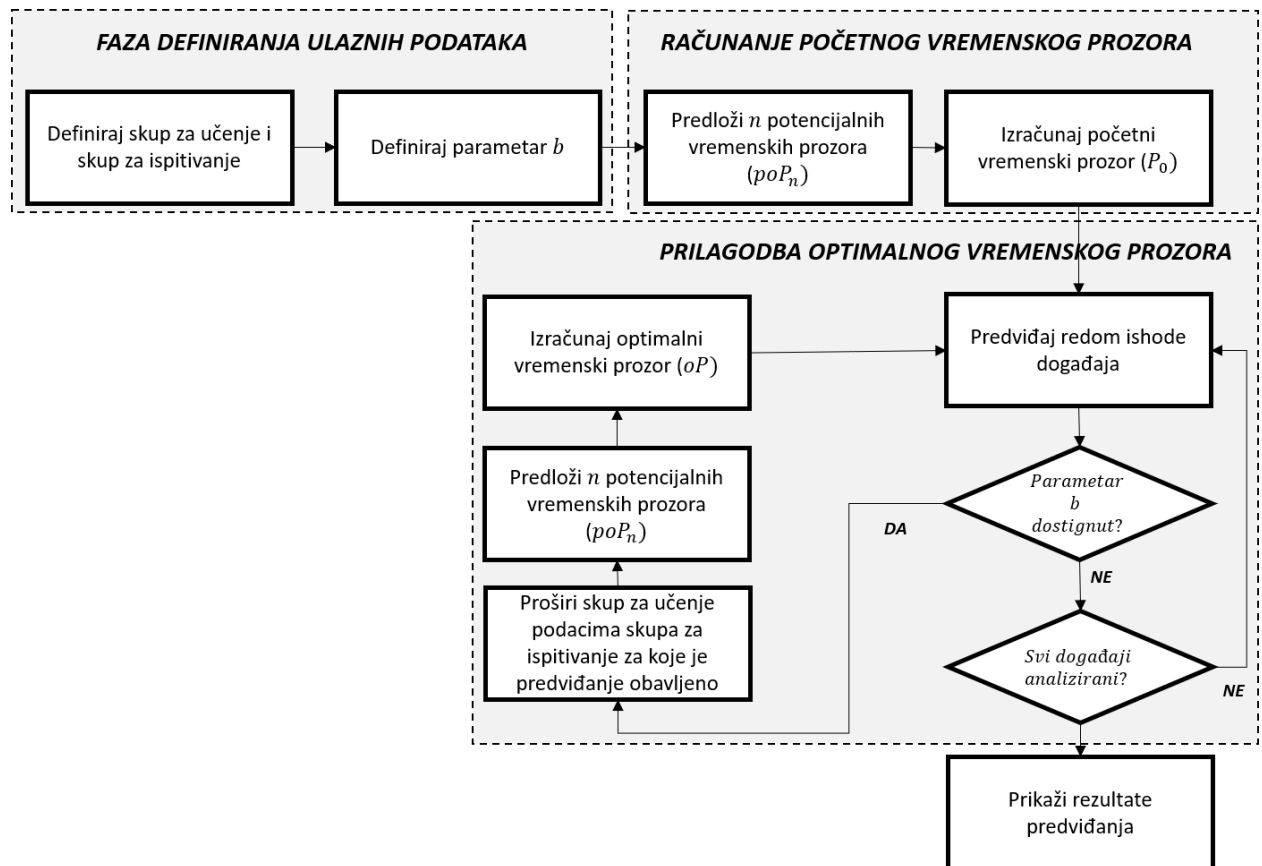 FAZA DEFINIRANJA ULAZNIH PODATAKA
Definiraj skup za učenje i
skup za ispitivanje
Definiraj parametar b
RAČUNANJE POČETNOG VREMENSKOG PROZORA
Predloži n potencijalnih
vremenskih prozora
(poPₙ)
Izračunaj početni
vremenski prozor (P₀)
PRILAGODBA OPTIMALNOG VREMENSKOG PROZORA
Predviđaj redom ishode
događaja
Parametar
b
dostignut?
DA
NE
Svi događaji
analizirani?
NE
Proširi skup za učenje
podacima skupa za
ispitivanje za koje je
predviđanje obavljeno
Predloži n potencijalnih
vremenskih prozora
(poPₙ)
Izračunaj optimalni
vremenski prozor (oP)
Prikaži rezultate
predviđanja